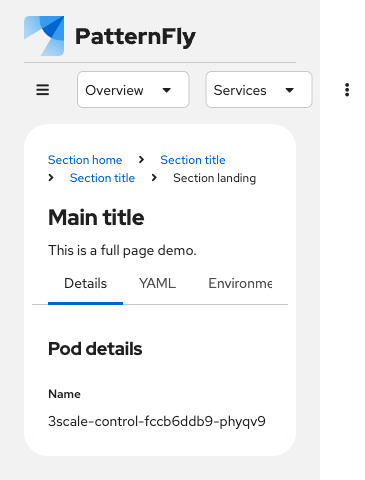 PatternFly
Overview Services
Section home Section title
Section title Section landing
Main title
This is a full page demo.
Details YAML Environme
Pod details
Name
3scale-control-fccb6ddb9-phyqv9